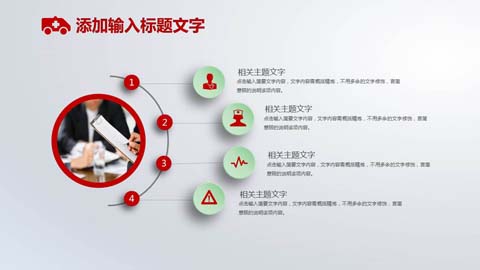 添加输入标题文字
1
相关主题文字
点击输入简要文字内容，文字内容需概括精炼，不用多余的文字修饰，言简
意赅的说明该项内容。
2
相关主题文字
点击输入简要文字内容，文字内容需概括精炼，不用多余的文字修饰，言简
意赅的说明该项内容。
3
相关主题文字
点击输入简要文字内容，文字内容需概括精炼，不用多余的文字修饰，言简
意赅的说明该项内容。
4
相关主题文字
点击输入简要文字内容，文字内容需概括精炼，不用多余的文字修饰，言简
意赅的说明该项内容。